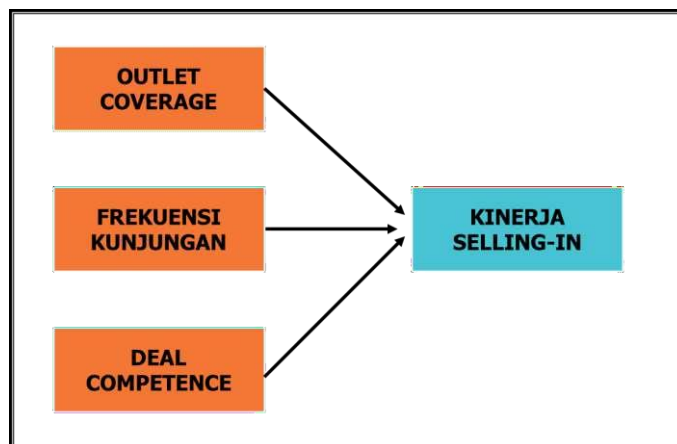 OUTLET
COVERAGE
FREKUENSI
KUNJUNGAN
KINERJA
SELLING-IN
DEAL
COMPETENCE